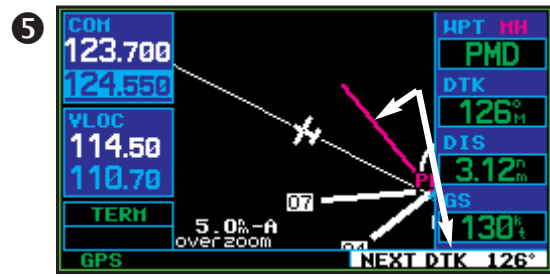 5
COM
123.700
124.550
VLOC
114.50
110.70
TERM
GPS
07
5.0nm-A
overzoom
WPT MH
PMD
DTK
126°M
DIS
3.12nm
GS
130kt
NEXT DTK 126°